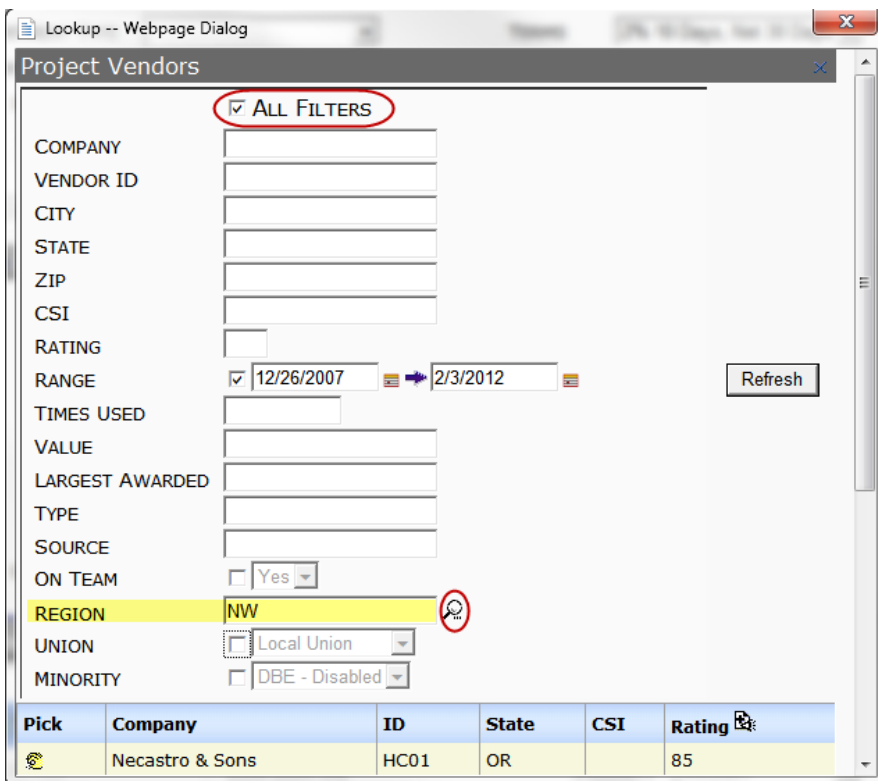 Lookup -- Webpage Dialog
Project Vendors
ALL FILTERS
COMPANY
VENDOR ID
CITY
STATE
ZIP
CSI
RATING
RANGE 12/26/2007 2/3/2012 Refresh
TIMES USED
VALUE
LARGEST AWARDED
TYPE
SOURCE
ON TEAM Yes
REGION NW
UNION Local Union
MINORITY DBE - Disabled
Pick Company ID State CSI Rating
Necastro & Sons HC01 OR 85